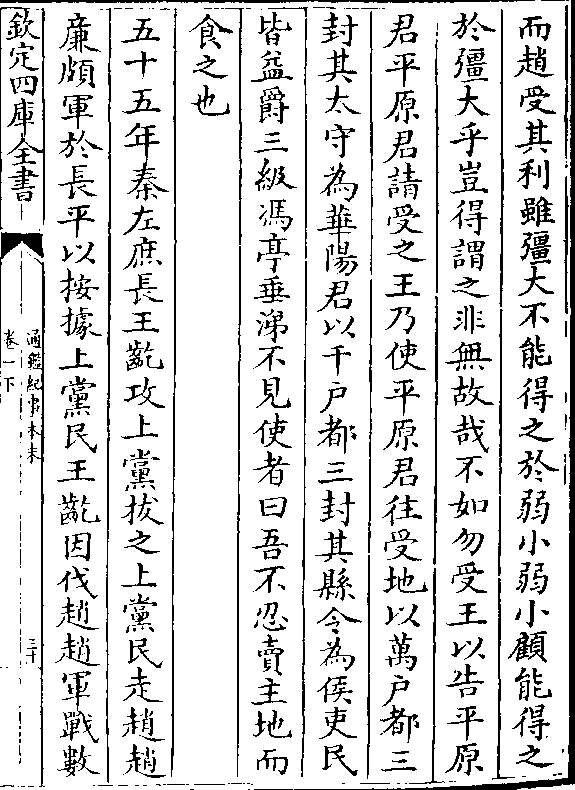 而趙受其利雖彊大不能得之於弱小弱小顧能得之
於彊大乎豈得謂之非無故哉不如勿受王以告平原
君平原君請受之王乃使平原君往受地以萬户都三
封其太守為華陽君以千户都三封其縣令為侯吏民
皆益爵三級馮亭垂涕不見使者曰吾不忍賣主地而
食之也
五十五年秦左庶長王齕攻上黨拔之上黨民走趙趙
亷頗軍於長平以按據上黨民王齕因伐趙趙軍戰數
欽定四庫全書
通鑑紀事本末
卷一下
三十